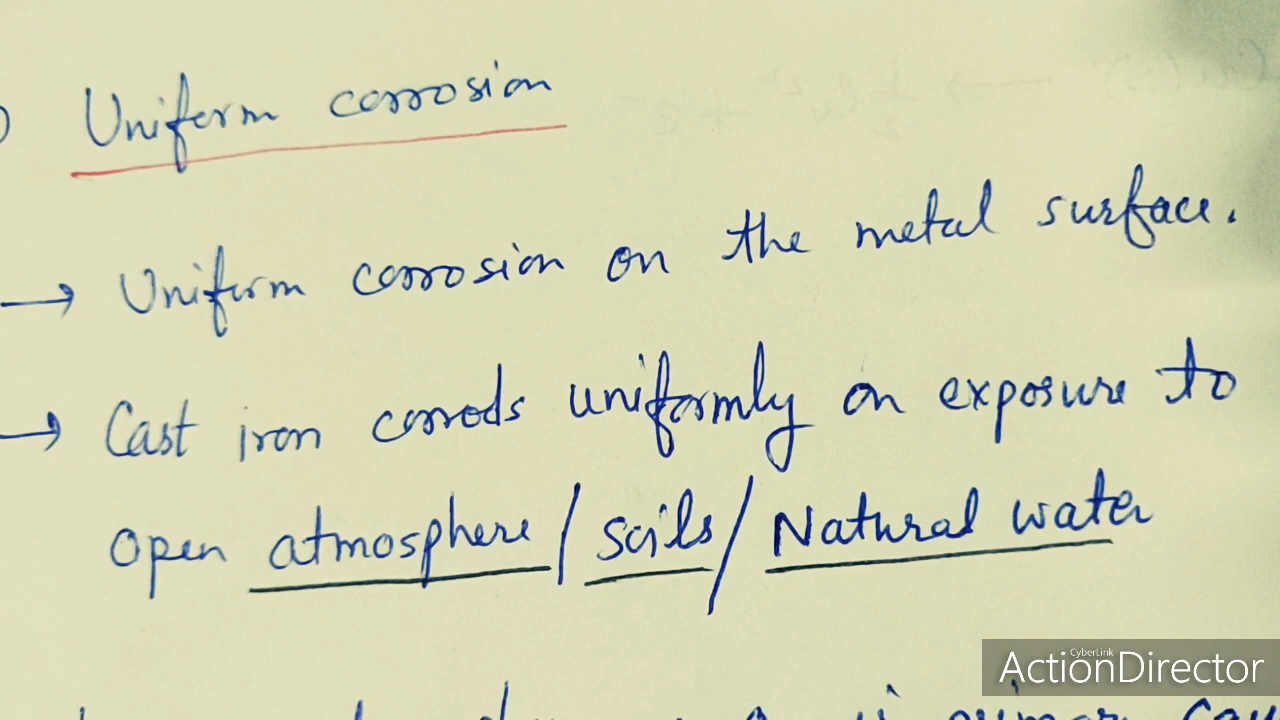 ) Uniform corrosion
→ Uniform corrosion on the metal surface.
→ Cast iron corrods uniformly on exposure to
open atmosphere / soils / Natural water
CyberLink
ActionDirector